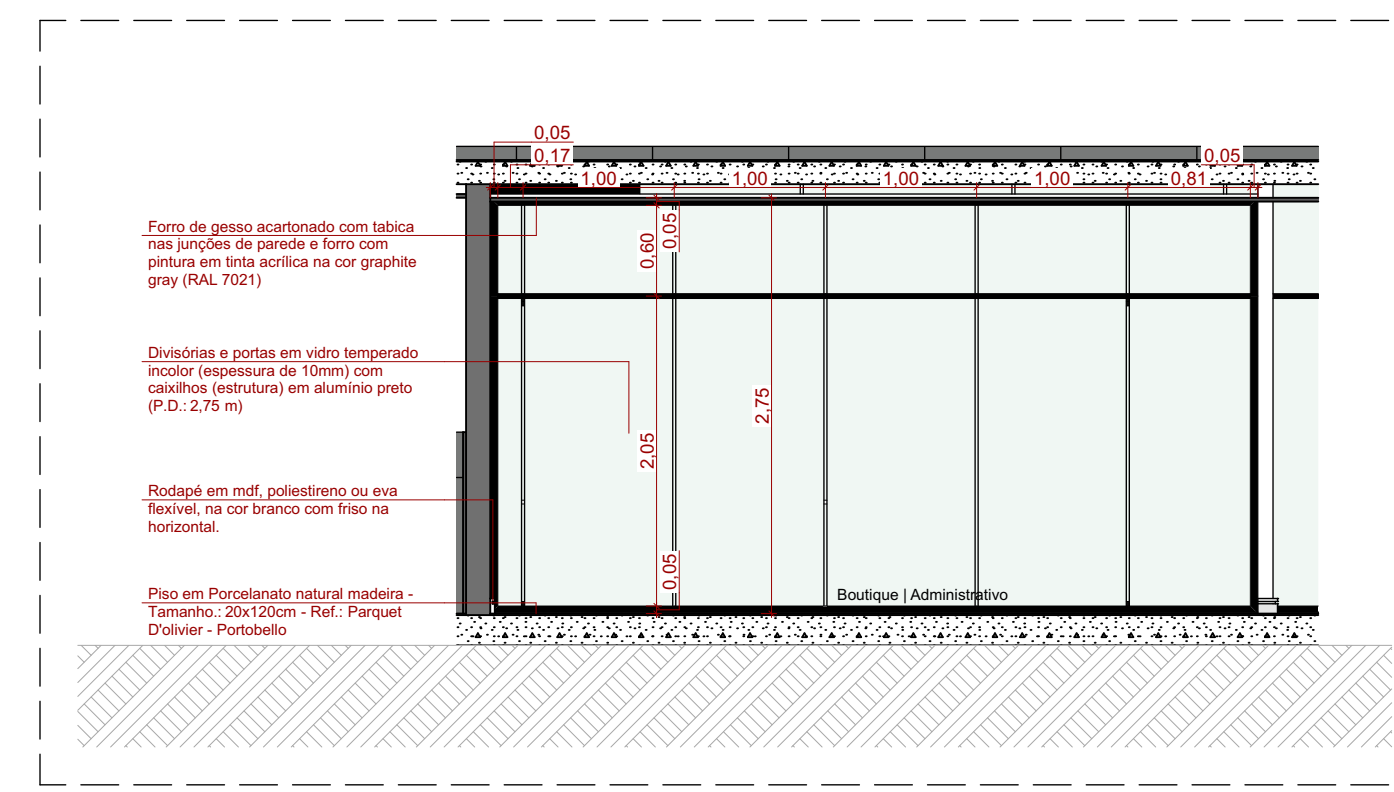 0,05
0,17
0,05
1,00
1,00
1,00
1,00
0,81
Forro de gesso acartonado com tabica
nas junções de parede e forro com
pintura em tinta acrílica na cor graphite
gray (RAL 7021)
0,60
0,05
Divisórias e portas em vidro temperado
incolor (espessura de 10mm) com
caixilhos (estrutura) em alumínio preto
(P.D.: 2,75 m)
2,75
2,05
Rodapé em mdf, poliestireno ou eva
flexível, na cor branco com friso na
horizontal.
0,05
Piso em Porcelanato natural madeira -
Tamanho.: 20x120cm - Ref.: Parquet
D'olivier - Portobello
Boutique | Administrativo